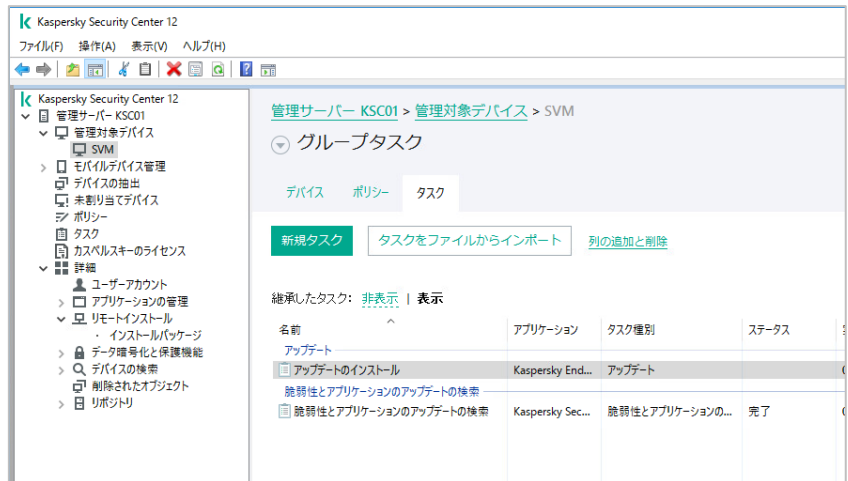 Kaspersky Security Center 12
ファイル(F) 操作(A) 表示(V) ヘルプ(H)
Kaspersky Security Center 12
管理サーバー KSC01
管理対象デバイス
SVM
モバイルデバイス管理
デバイスの抽出
未割り当てデバイス
ポリシー
タスク
カスペルスキーのライセンス
詳細
ユーザーアカウント
アプリケーションの管理
リモートインストール
・ インストールパッケージ
データ暗号化と保護機能
デバイスの検索
削除されたオブジェクト
リポジトリ
管理サーバー KSC01 > 管理対象デバイス > SVM
グループタスク
デバイス ポリシー タスク
新規タスク タスクをファイルからインポート 列の追加と削除
継承したタスク: 非表示 | 表示
名前 アプリケーション タスク種別 ステータス
アップデート
アップデートのインストール Kaspersky End... アップデート
脆弱性とアプリケーションのアップデートの検索
脆弱性とアプリケーションのアップデートの検索 Kaspersky Sec... 脆弱性とアプリケーションの... 完了